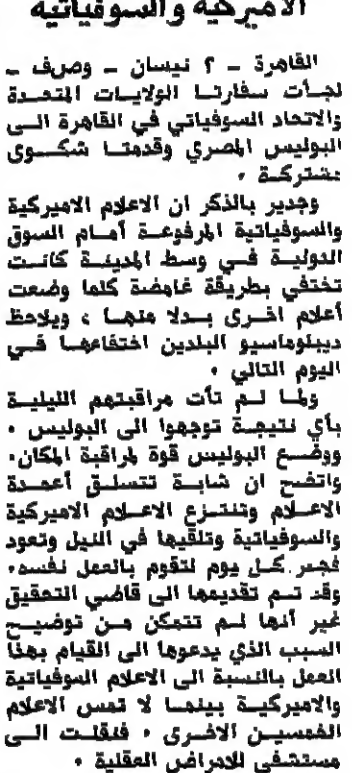 الاميركية والسوفياتية
القاهرة ـ ٢ نيسان ـ وصف ـ
لجأت سفارتا الولايات المتحدة
والاتحاد السوفياتي في القاهرة الى
البوليس المصري وقدمتا شكوى
مشتركة .
وجدير بالذكر ان الاعلام الاميركية
والسوفياتية المرفوعة أمام السوق
الدولية في وسط المدينة كانت
تختفي بطريقة غامضة كلما وضعت
أعلام اخرى بدلا منها ، ويلاحظ
ديبلوماسيو البلدين اختفاءها في
اليوم التالي .
ولما لم تأت مراقبتهم الليلية
بأي نتيجة توجهوا الى البوليس .
ووضع البوليس قوة لمراقبة المكان.
واتضح ان شابة تتسلق أعمدة
الاعلام وتنتزع الاعلام الاميركية
والسوفياتية وتلقيها في النيل وتعود
فجر كل يوم لتقوم بالعمل نفسه.
وقد تم تقديمها الى قاضي التحقيق
غير أنها لم تتمكن من توضيح
السبب الذي يدعوها الى القيام بهذا
العمل بالنسبة الى الاعلام السوفياتية
والاميركية بينما لا تمس الاعلام
الخمسين الاخرى . فنقلت الى
مستشفى للامراض العقلية .